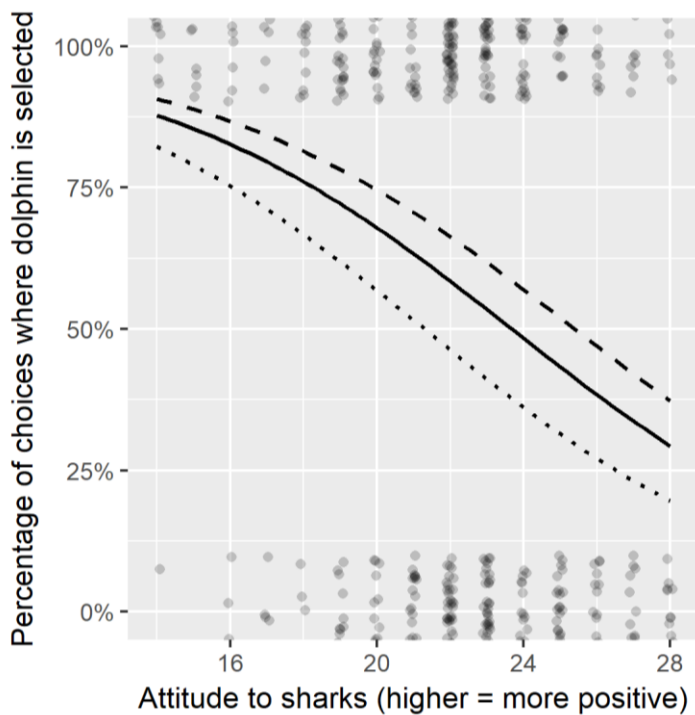 Percentage of choices where dolphin is selected
100%
75%
50%
25%
0%
16 20 24 28
Attitude to sharks (higher = more positive)